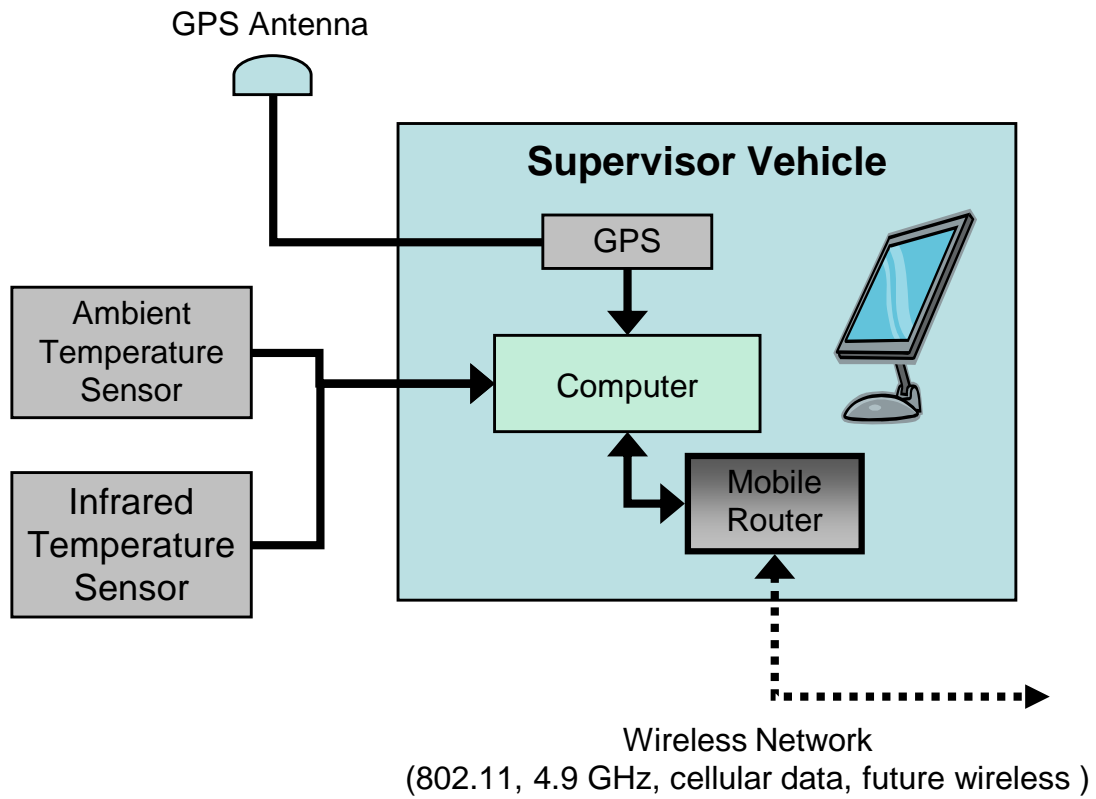 GPS Antenna
Supervisor Vehicle
GPS
Ambient
Temperature
Sensor
Computer
Infrared
Temperature
Sensor
Mobile
Router
Wireless Network
(802.11, 4.9 GHz, cellular data, future wireless )